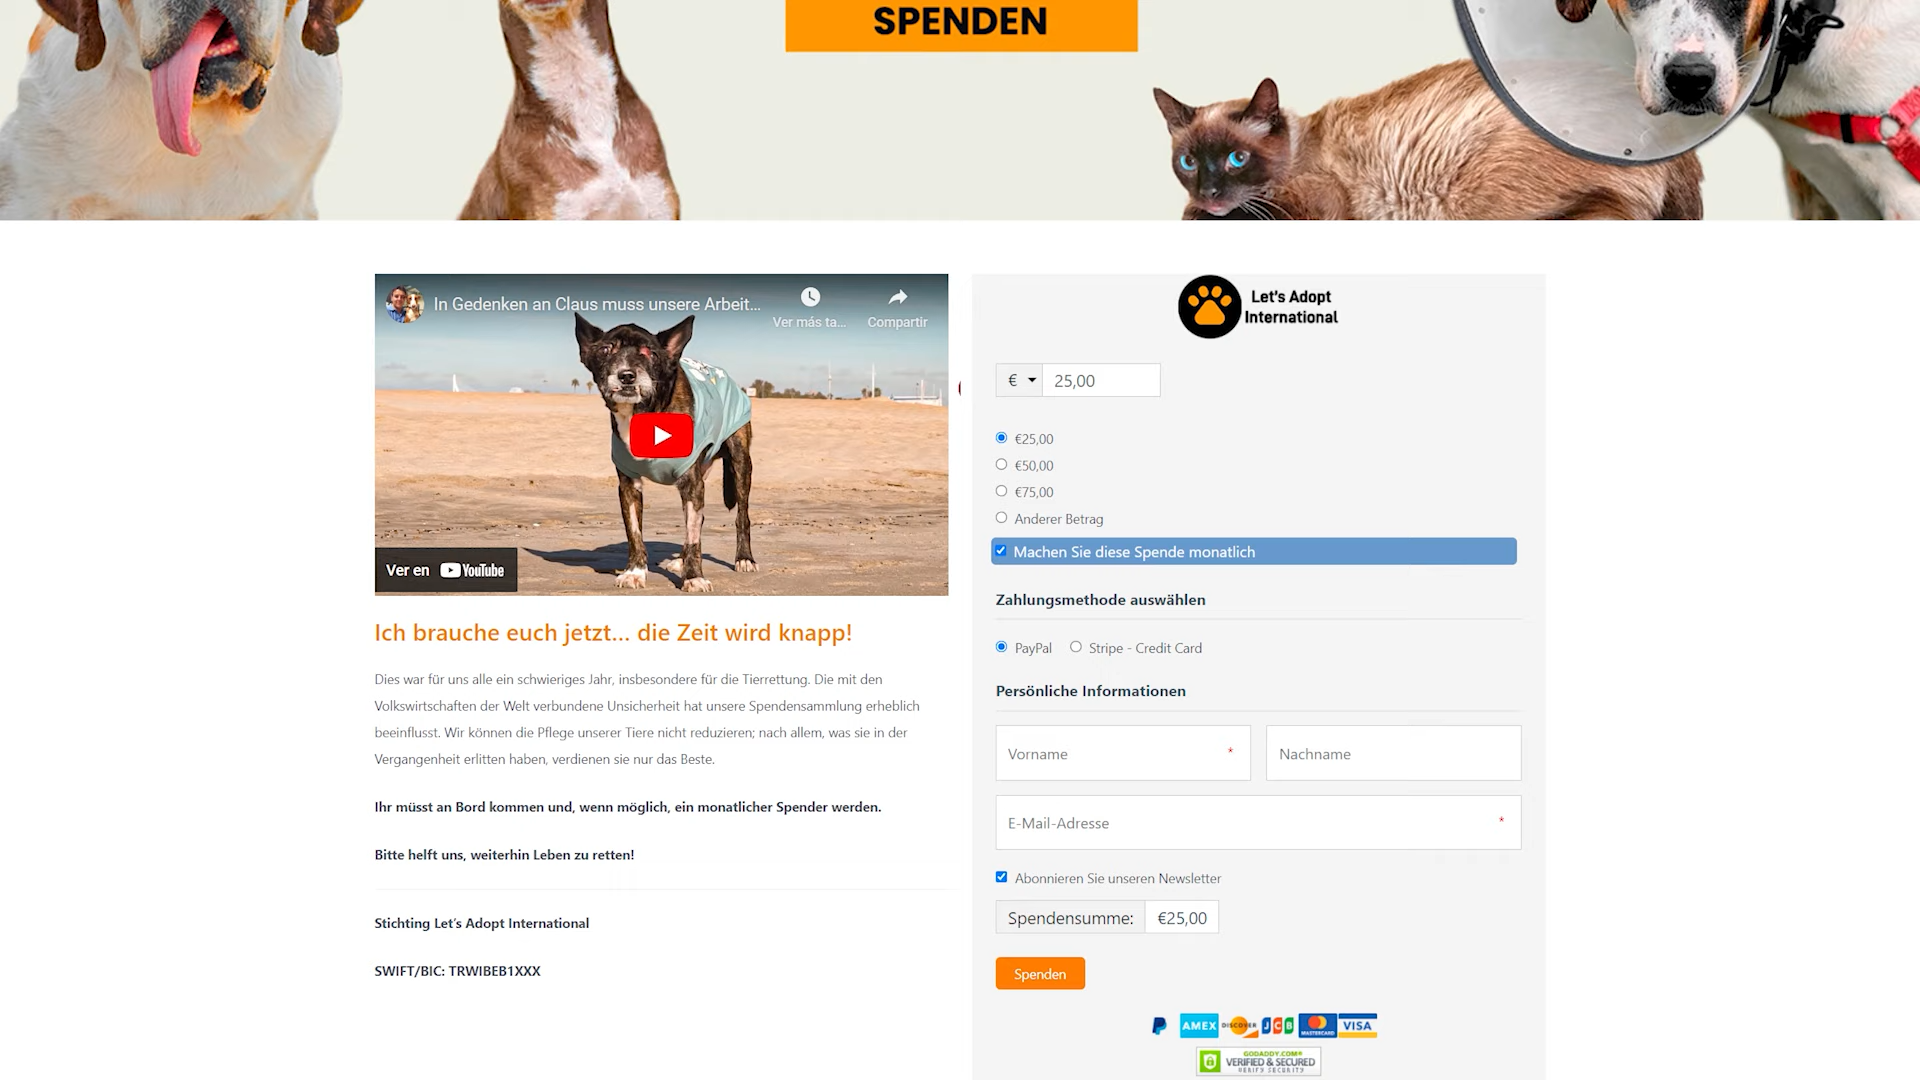 SPENDEN
In Gedenken an Claus muss unsere Arbeit...
Ver más ta...
Compartir
Ver en YouTube
Ich brauche euch jetzt... die Zeit wird knapp!
Dies war für uns alle ein schwieriges Jahr, insbesondere für die Tierrettung. Die mit den
Volkswirtschaften der Welt verbundene Unsicherheit hat unsere Spendensammlung erheblich
beeinflusst. Wir können die Pflege unserer Tiere nicht reduzieren; nach allem, was sie in der
Vergangenheit erlitten haben, verdienen sie nur das Beste.
Ihr müsst an Bord kommen und, wenn möglich, ein monatlicher Spender werden.
Bitte helft uns, weiterhin Leben zu retten!
Stichting Let's Adopt International
SWIFT/BIC: TRWIBEB1XXX
Let's Adopt
International
€ 25,00
€25,00
€50,00
€75,00
Anderer Betrag
Machen Sie diese Spende monatlich
Zahlungsmethode auswählen
PayPal Stripe - Credit Card
Persönliche Informationen
Vorname * Nachname
E-Mail-Adresse *
Abonnieren Sie unseren Newsletter
Spendensumme: €25,00
Spenden
AMEX DISCOVER JCB MASTERCARD VISA
GODADDY.COM®
VERIFIED & SECURED
VERIFY SECURITY